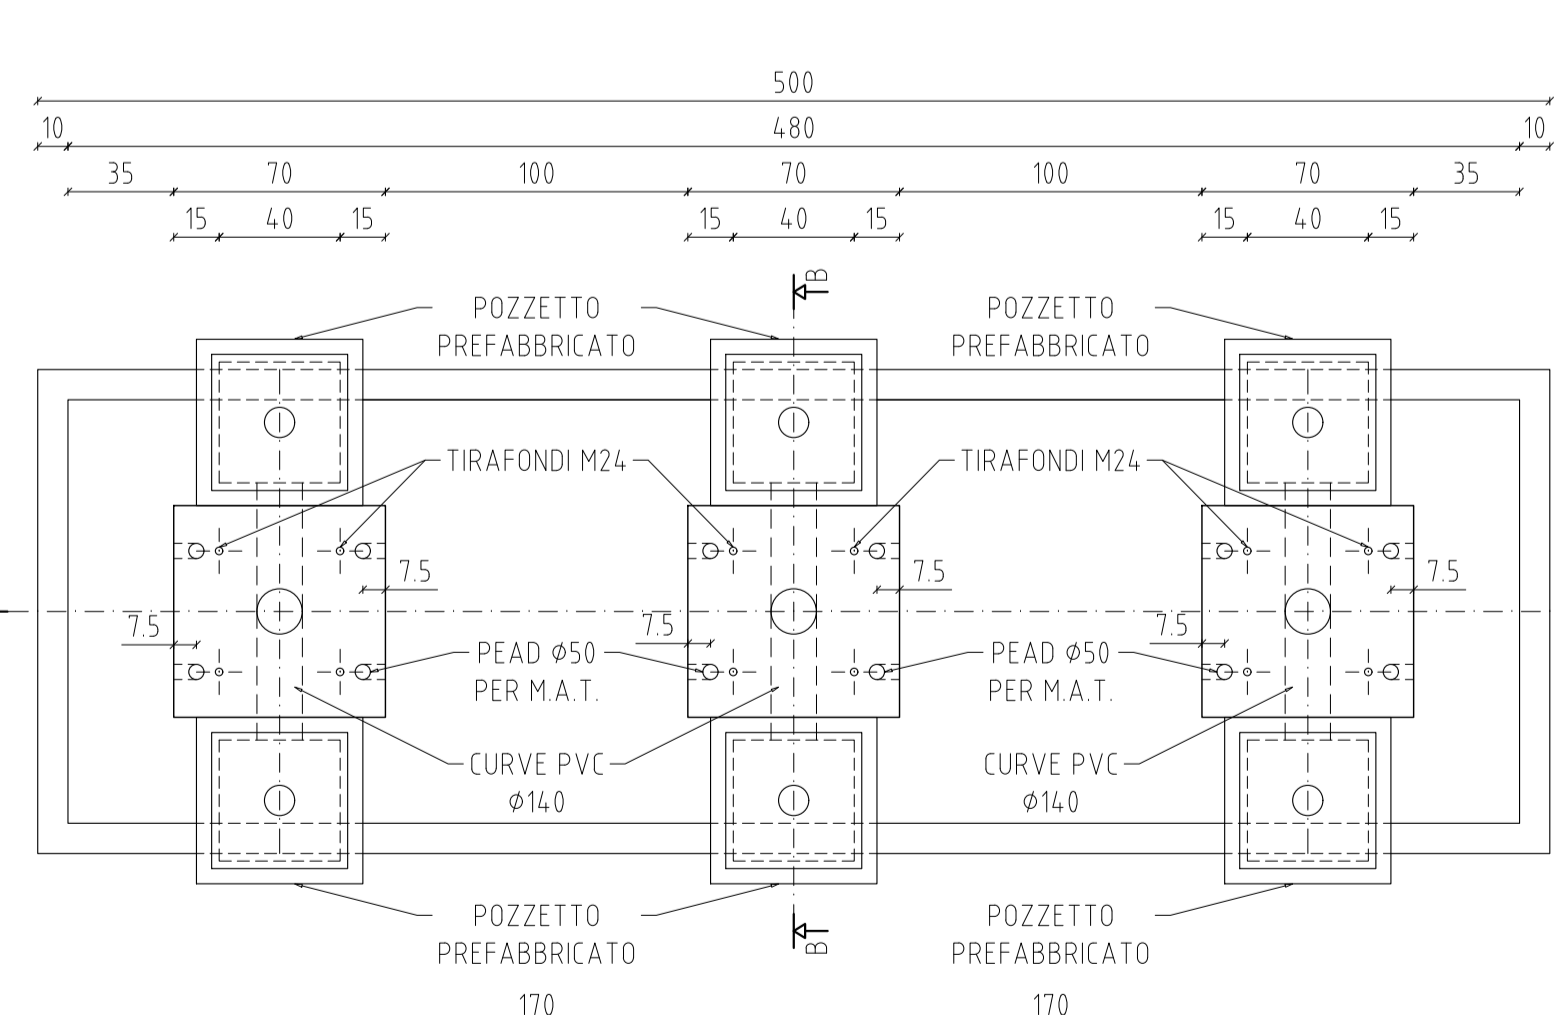 500
10 480 10
35 70 100 70 100 70 35
15 40 15 15 40 15 15 40 15
B
POZZETTO POZZETTO
PREFABBRICATO PREFABBRICATO
TIRAFONDI M24 TIRAFONDI M24
7.5 7.5 7.5
7.5 7.5 7.5
PEAD ø50 PEAD ø50
PER M.A.T. PER M.A.T.
CURVE PVC CURVE PVC
ø140 ø140
POZZETTO POZZETTO
B
PREFABBRICATO PREFABBRICATO
170 170